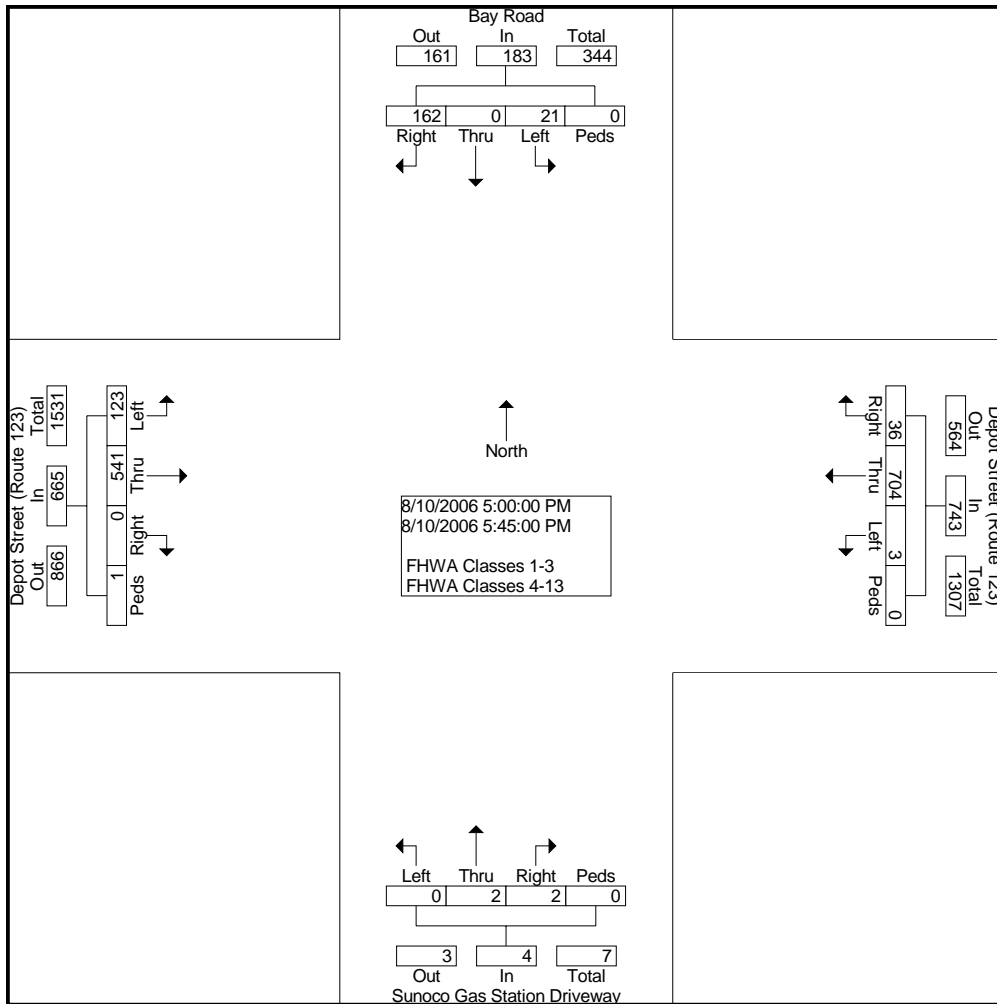 Bay Road
Out In Total
161 183 344
162 0 21 0
Right Thru Left Peds
Depot Street (Route 123)
Total In Out
1531 665 866
123 541 0 1
Left Thru Right Peds
North
8/10/2006 5:00:00 PM
8/10/2006 5:45:00 PM
FHWA Classes 1-3
FHWA Classes 4-13
Right Thru Left Peds
36 704 3 0
564 743 1307
Out In Total
Depot Street (Route 123)
Left Thru Right Peds
0 2 2 0
3 4 7
Out In Total
Sunoco Gas Station Driveway